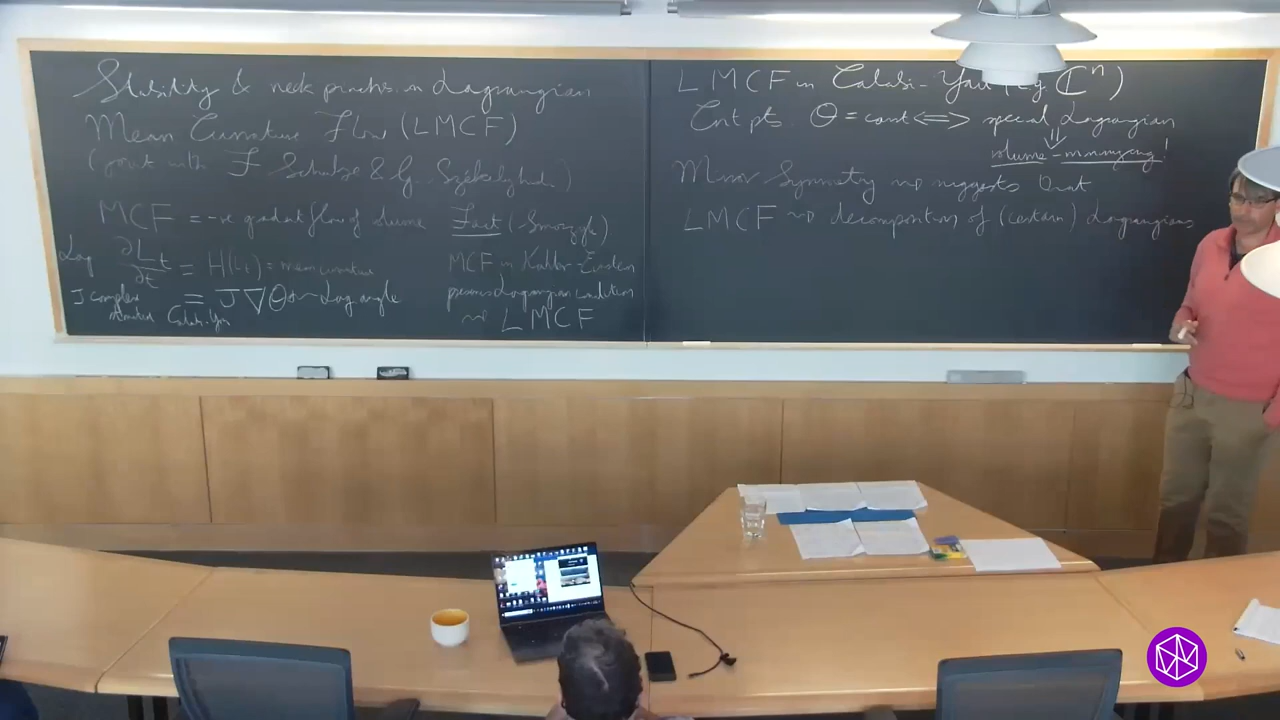 Stability & neck pinches in Lagrangian
Mean Curvature Flow (LMCF)
(joint with F. Schulze & G. Székelyhidi)
MCF = -ve gradient flow of volume
Lag ∂L_t/∂t = H(L_t) = mean curvature
J complex structure = J∇θ ← Lag angle
Calabi-Yau
Fact (Smoczyk)
MCF in Kähler-Einstein
preserves Lagrangian condition
⇝ LMCF
LMCF in Calabi-Yau (e.g. ℂⁿ)
Crit pts θ = const ⟺ special Lagrangian
⇓
volume-minimizing!
Mirror Symmetry ⇝ suggests that
LMCF ⇝ decomposition of (certain) Lagrangians